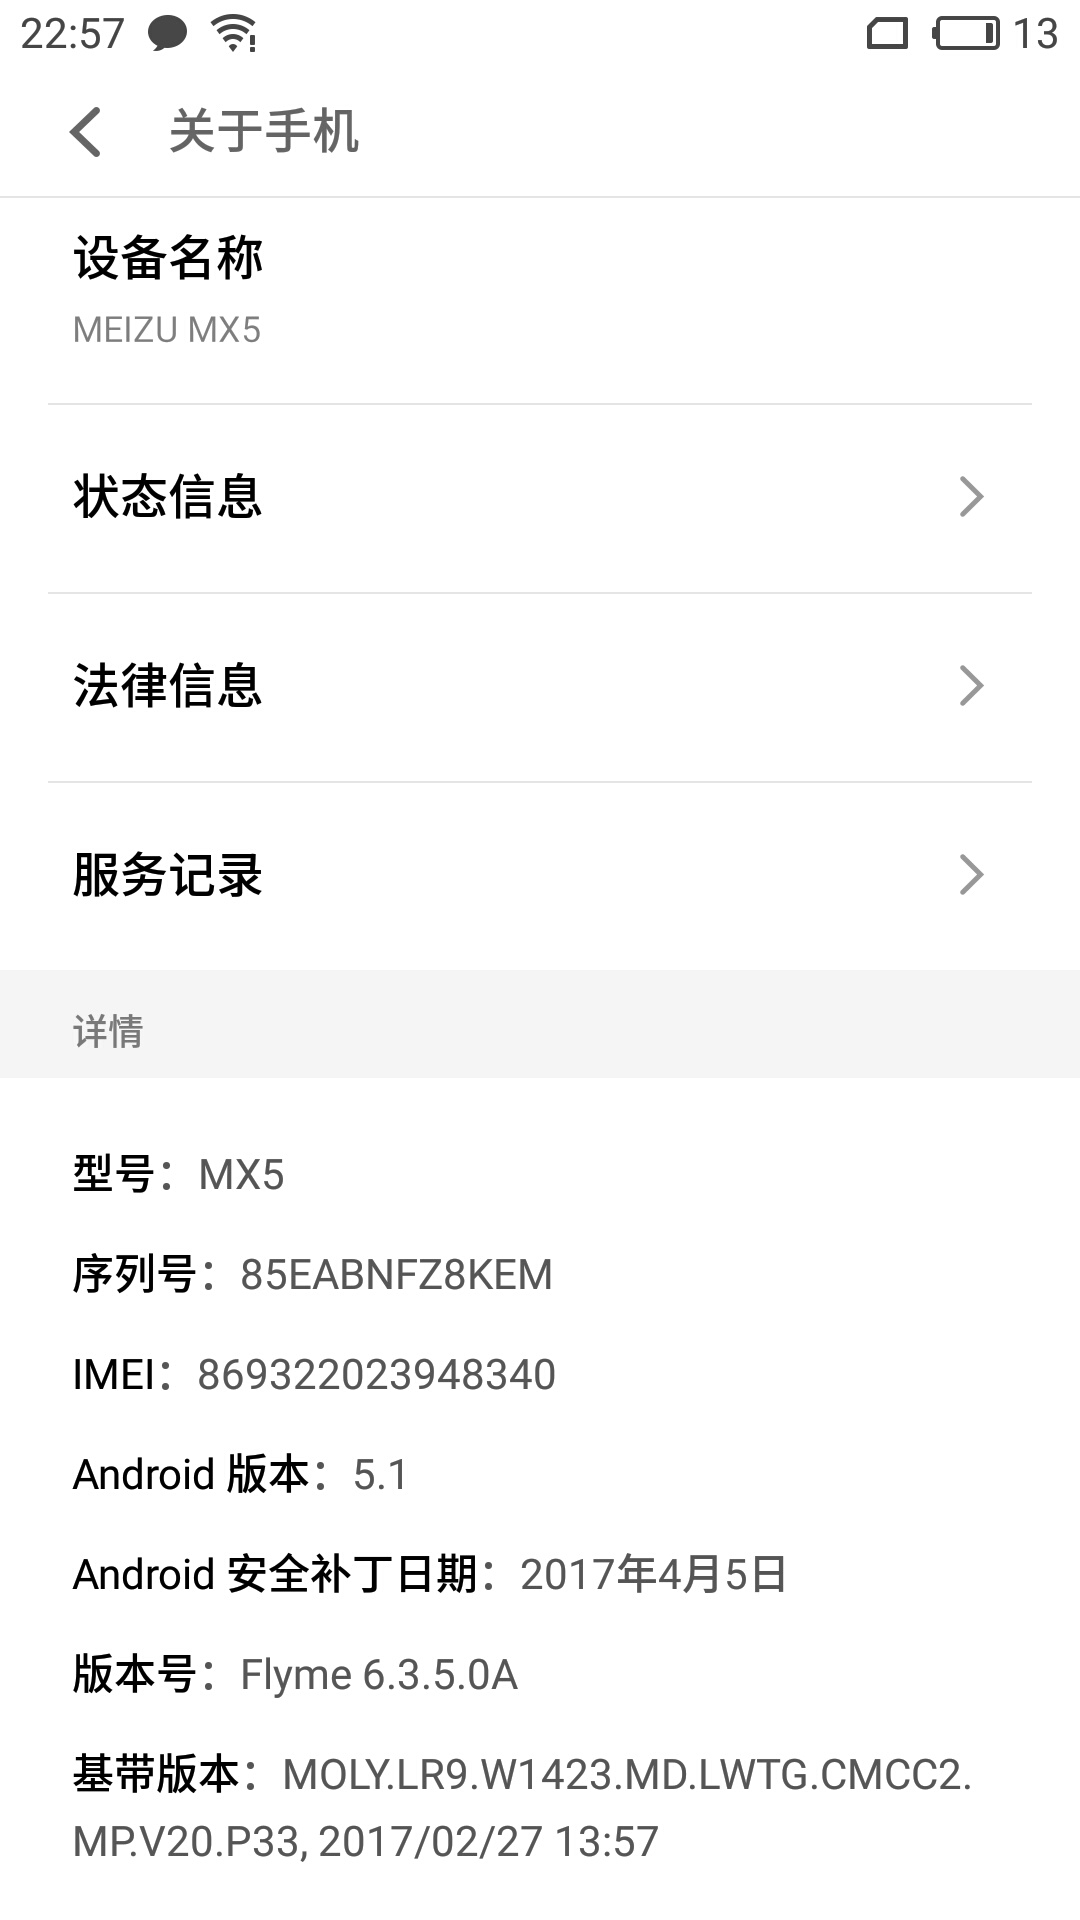 22:57 13
关于手机
设备名称
MEIZU MX5
状态信息
法律信息
服务记录
详情
型号：MX5
序列号：85EABNFZ8KEM
IMEI：869322023948340
Android 版本：5.1
Android 安全补丁日期：2017年4月5日
版本号：Flyme 6.3.5.0A
基带版本：MOLY.LR9.W1423.MD.LWTG.CMCC2.
MP.V20.P33, 2017/02/27 13:57